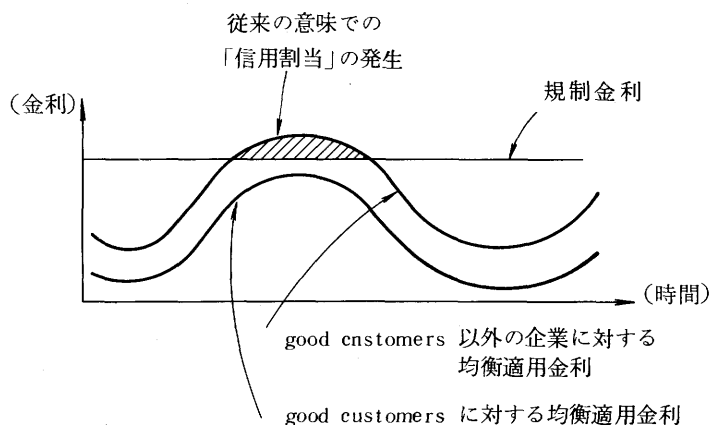 従来の意味での
「信用割当」の発生
(金利)
規制金利
(時間)
good cnstomers 以外の企業に対する
均衡適用金利
good customers に対する均衡適用金利